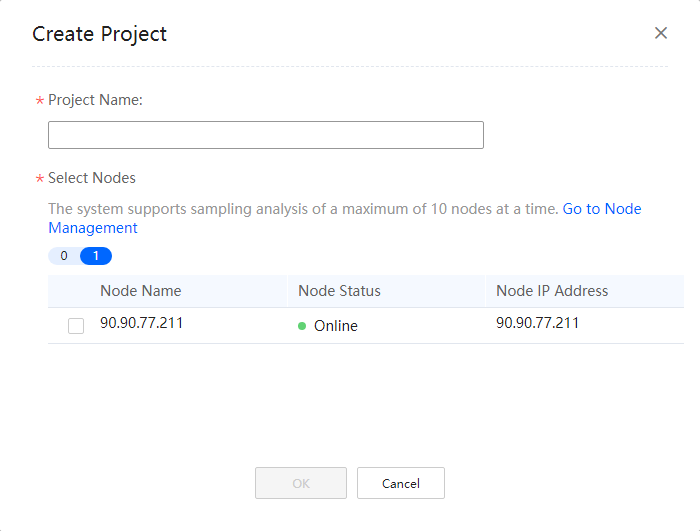 Create Project
* Project Name:
* Select Nodes
The system supports sampling analysis of a maximum of 10 nodes at a time. Go to Node
Management
0 1
Node Name Node Status Node IP Address
90.90.77.211 Online 90.90.77.211
OK Cancel